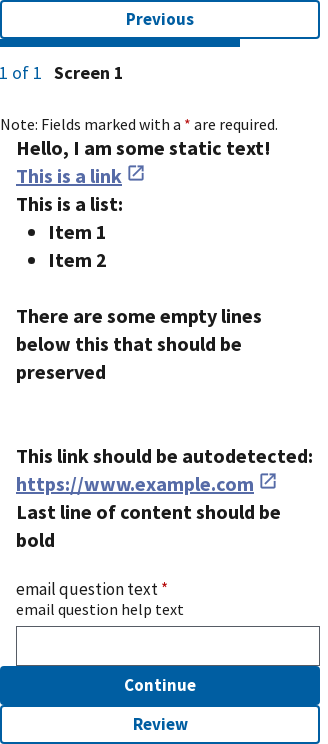 Previous
1 of 1 Screen 1
Note: Fields marked with a * are required.
Hello, I am some static text!
This is a link
This is a list:
• Item 1
• Item 2
There are some empty lines
below this that should be
preserved
This link should be autodetected:
https://www.example.com
Last line of content should be
bold
email question text *
email question help text
Continue
Review